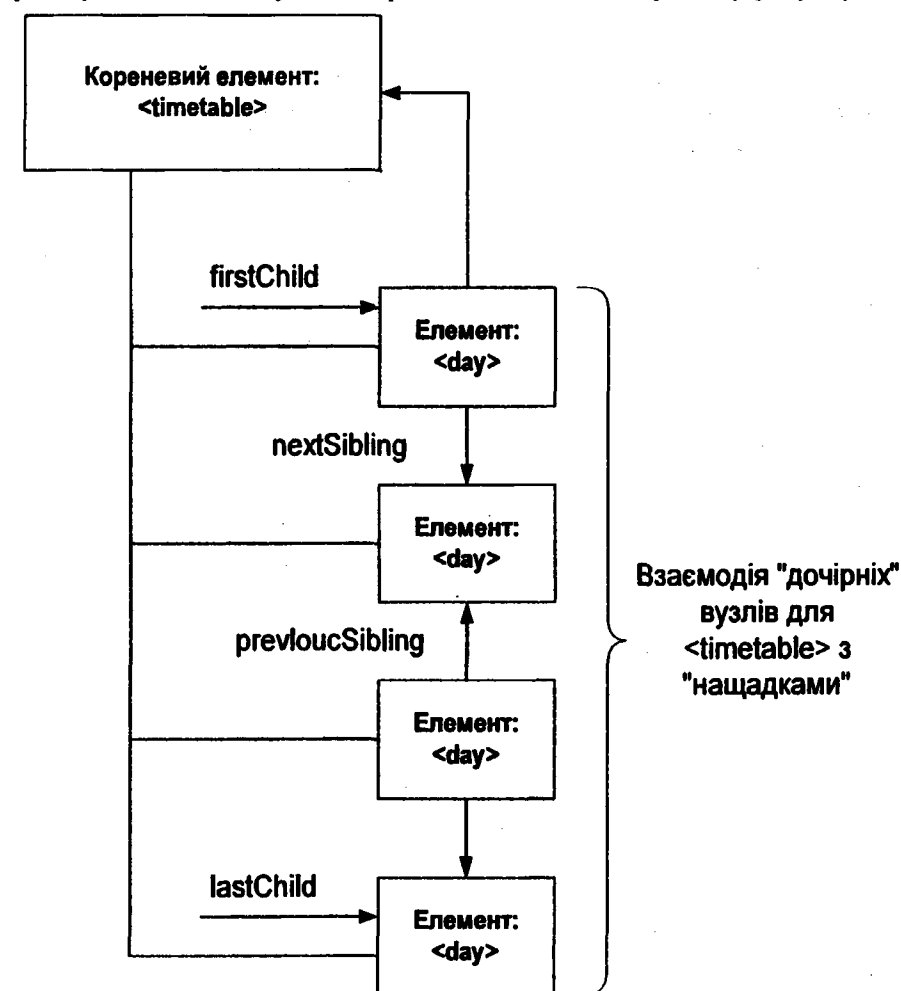 Кореневий елемент:
<timetable>
firstChild
Елемент:
<day>
nextSibling
Елемент:
<day>
prevIoucSibling
Взаємодія "дочірніх"
вузлів для
<timetable> з
"нащадками"
Елемент:
<day>
lastChild
Елемент:
<day>